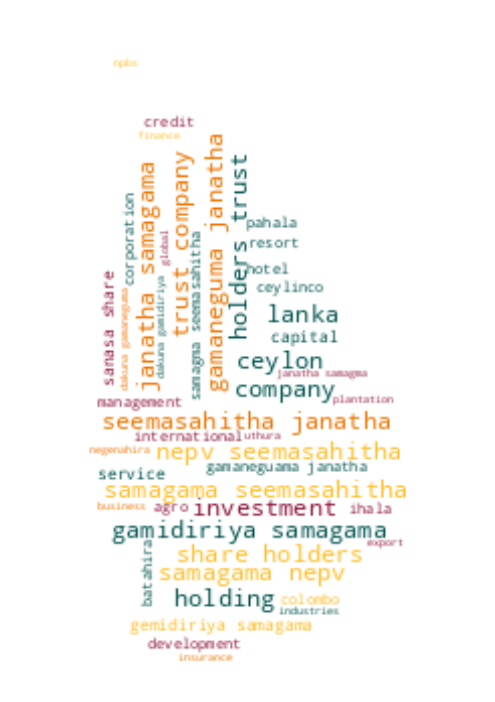 npbs
credit
finance
corporation
janatha samagama
global
trust company
gamaneguma janatha
holders trust
pahala
resort
hotel
ceylinco
sanasa share
dakuna gamaneguma
dakuna gamidiriya
samagma seemasahitha
lanka
capital
ceylon
janatha samagma
company
plantation
management
seemasahitha janatha
international
uthura
negenahira
nepv seemasahitha
gamaneguama janatha
service
samagama seemasahitha
business
agro
investment
ihala
gamidiriya samagama
export
batahira
share holders
samagama nepv
holding
colombo
industries
gemidiriya samagama
development
insurance